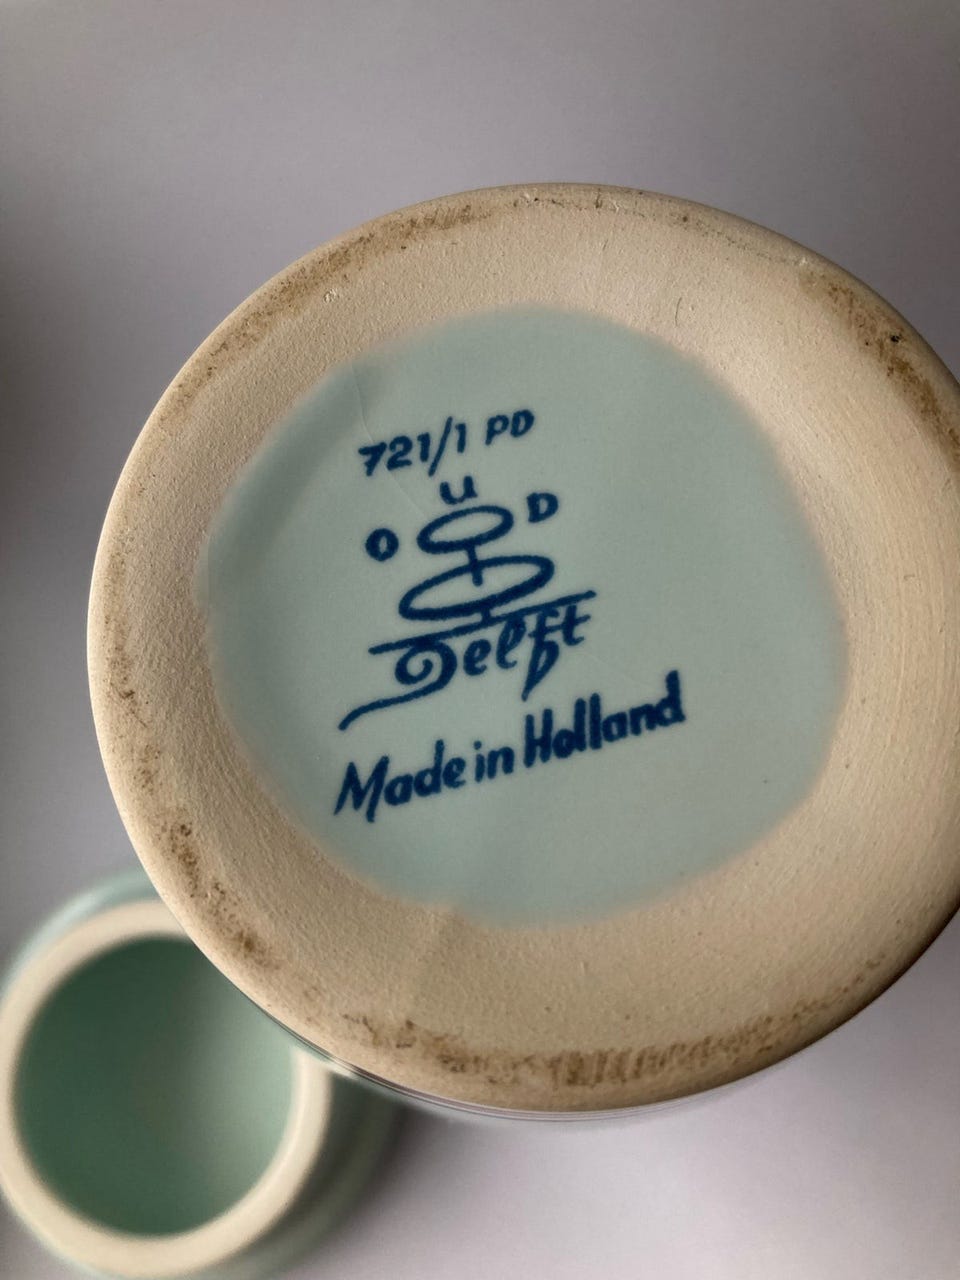 721/1 PD
O U D
Delft
Made in Holland